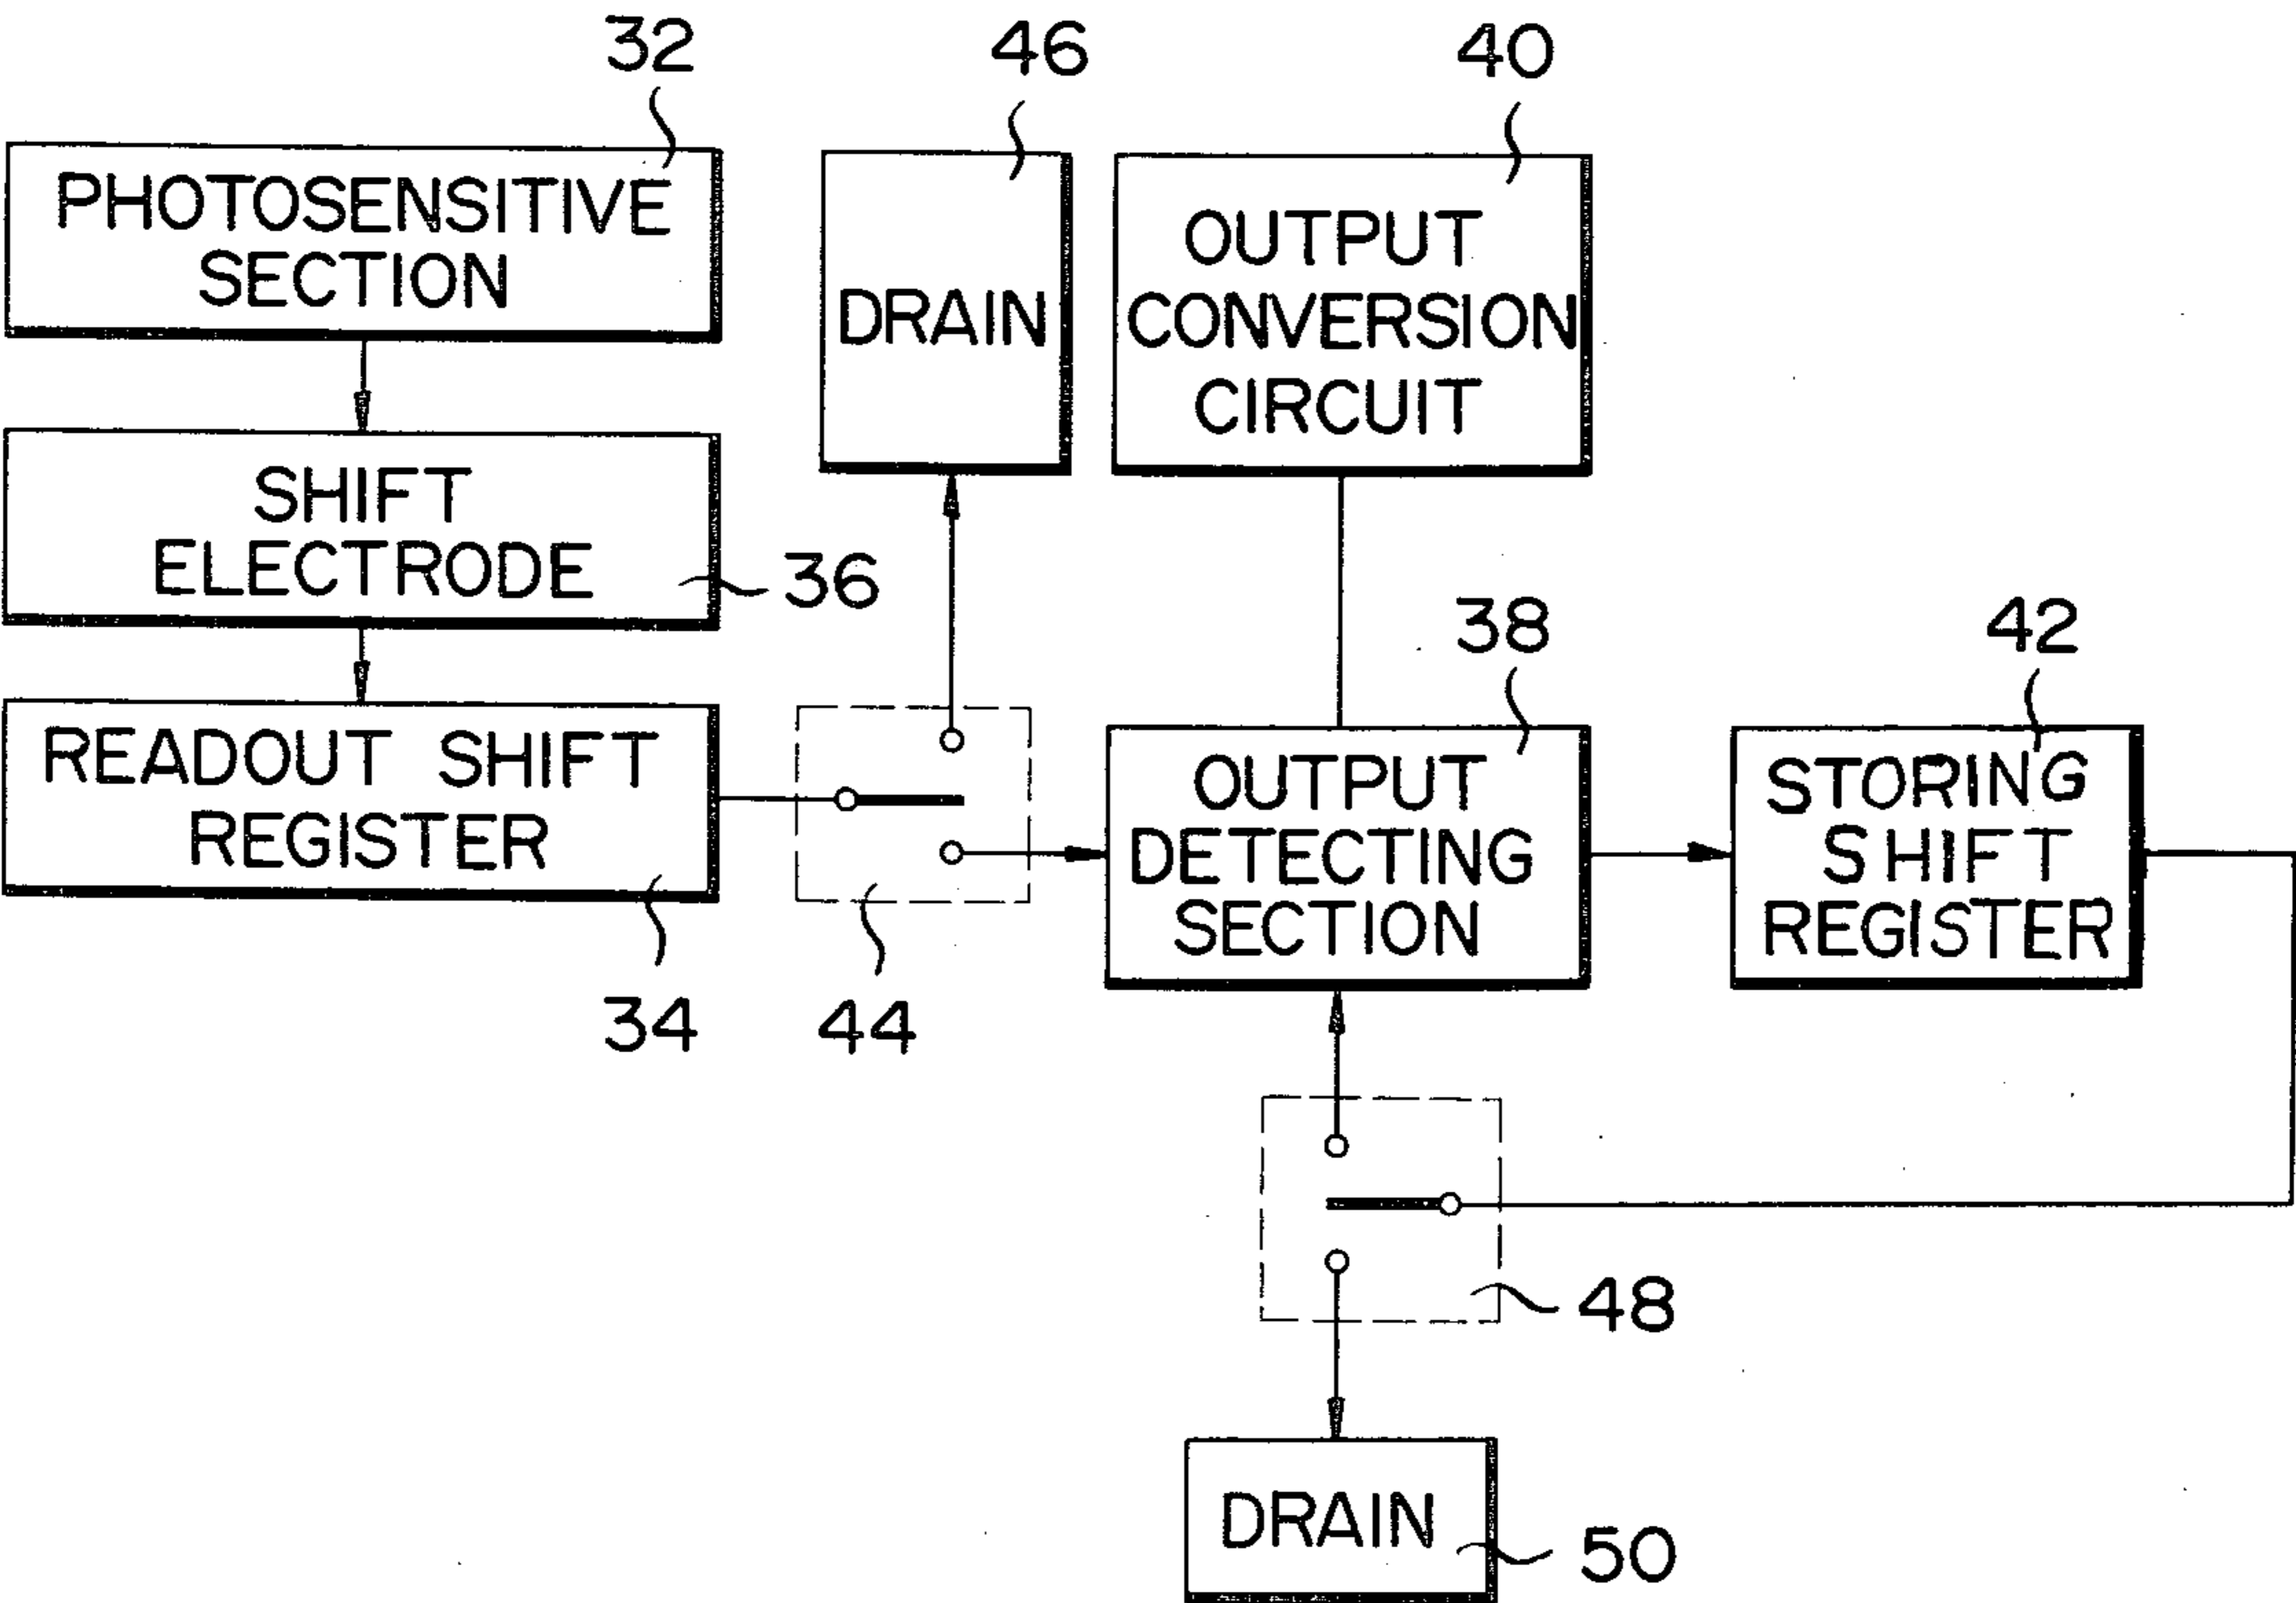 32
46
40
PHOTOSENSITIVE
SECTION
DRAIN
OUTPUT
CONVERSION
CIRCUIT
SHIFT
ELECTRODE
36
38
42
READOUT SHIFT
REGISTER
OUTPUT
DETECTING
SECTION
STORING
SHIFT
REGISTER
34
44
48
DRAIN
50